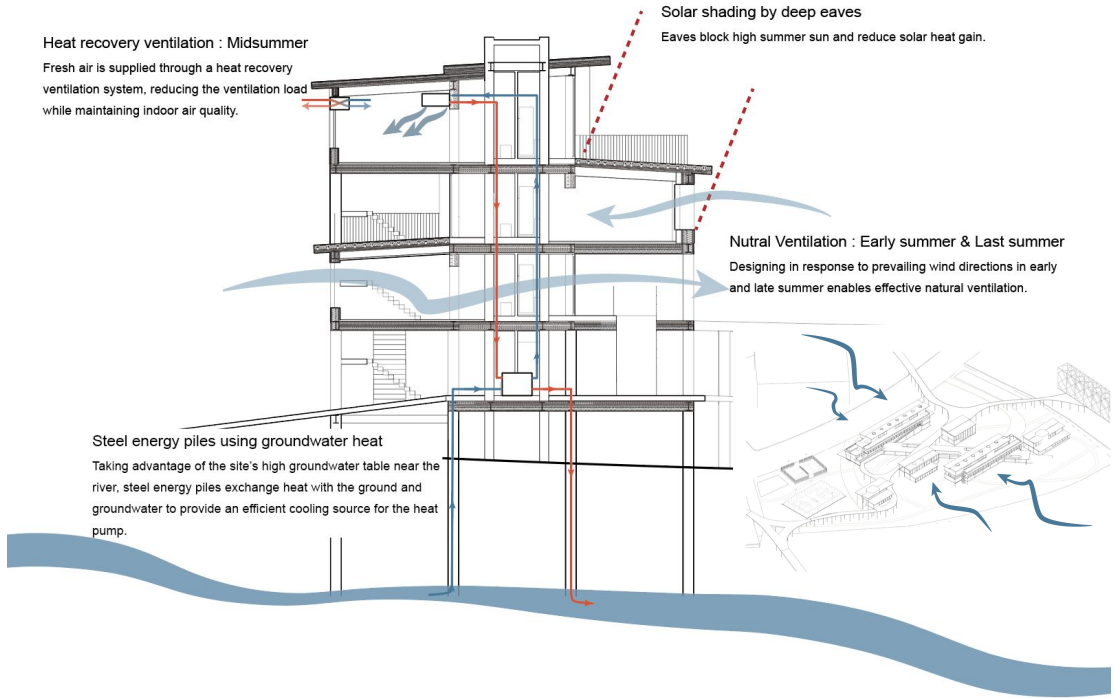 Solar shading by deep eaves
Eaves block high summer sun and reduce solar heat gain.
Heat recovery ventilation : Midsummer
Fresh air is supplied through a heat recovery
ventilation system, reducing the ventilation load
while maintaining indoor air quality.
Nutral Ventilation : Early summer & Last summer
Designing in response to prevailing wind directions in early
and late summer enables effective natural ventilation.
Steel energy piles using groundwater heat
Taking advantage of the site's high groundwater table near the
river, steel energy piles exchange heat with the ground and
groundwater to provide an efficient cooling source for the heat
pump.